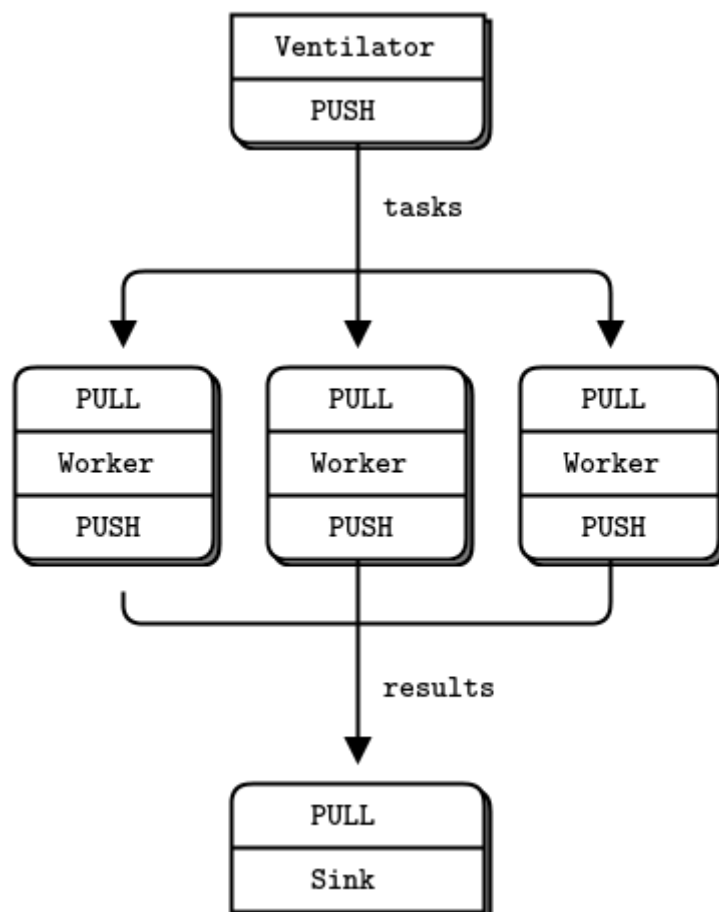 Ventilator
PUSH
tasks
PULL PULL PULL
Worker Worker Worker
PUSH PUSH PUSH
results
PULL
Sink